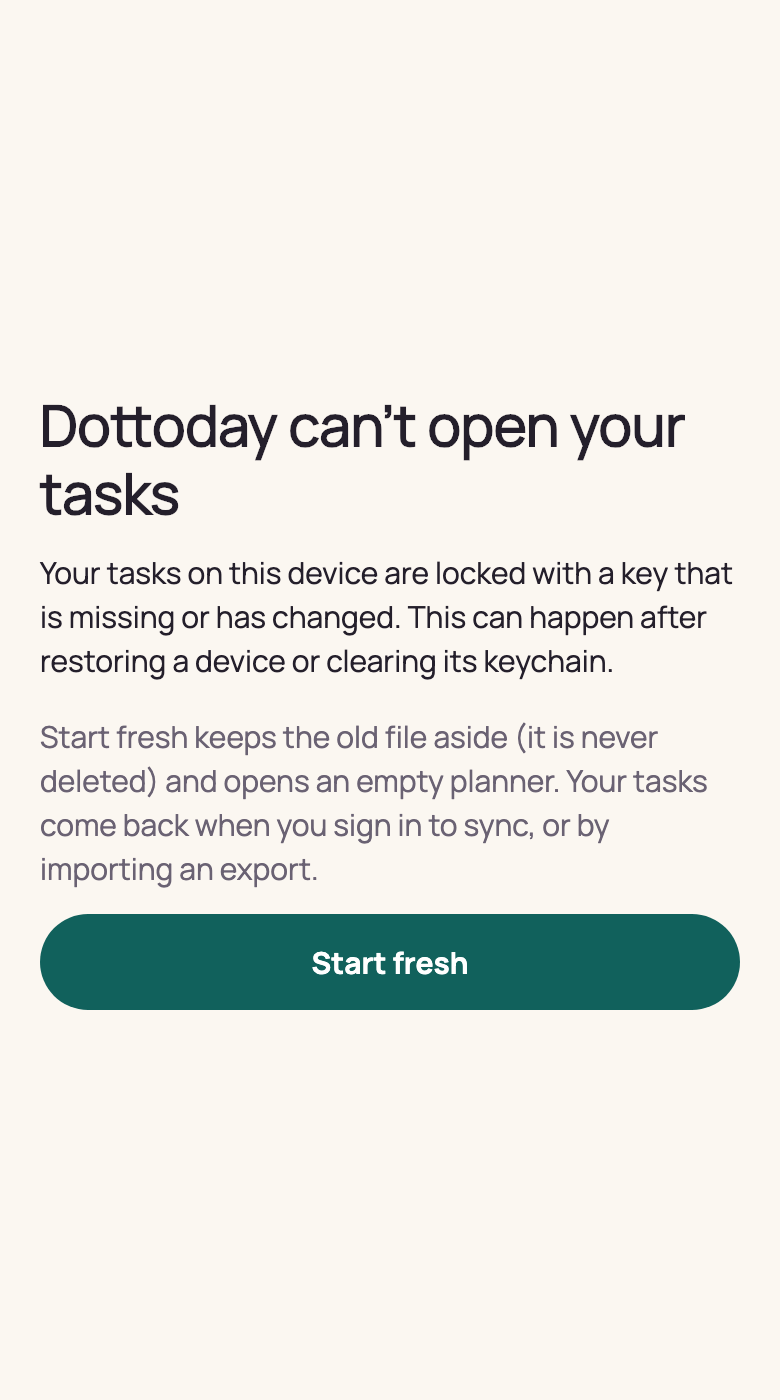 Dottoday can’t open your
tasks
Your tasks on this device are locked with a key that
is missing or has changed. This can happen after
restoring a device or clearing its keychain.
Start fresh keeps the old file aside (it is never
deleted) and opens an empty planner. Your tasks
come back when you sign in to sync, or by
importing an export.
Start fresh